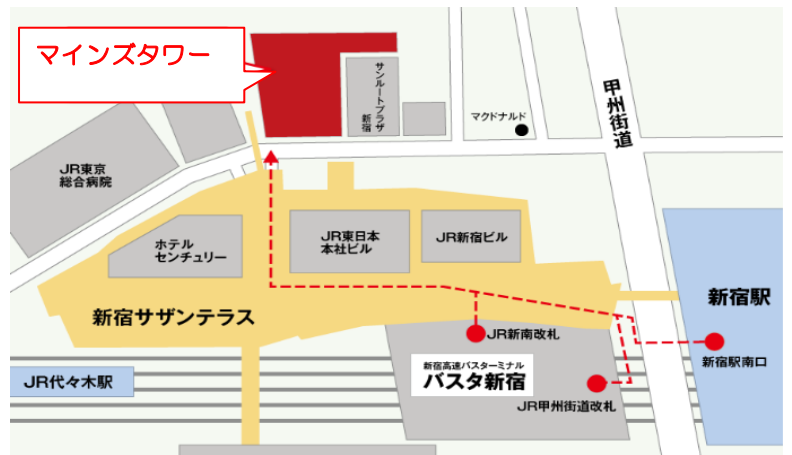 マインズタワー
サンルートプラザ
新宿
マクドナルド
甲州街道
JR東京
総合病院
ホテル
センチュリー
JR東日本
本社ビル
JR新宿ビル
新宿サザンテラス
新宿駅
JR新南改札
新宿駅南口
新宿高速バスターミナル
バスタ新宿
JR代々木駅
JR甲州街道改札